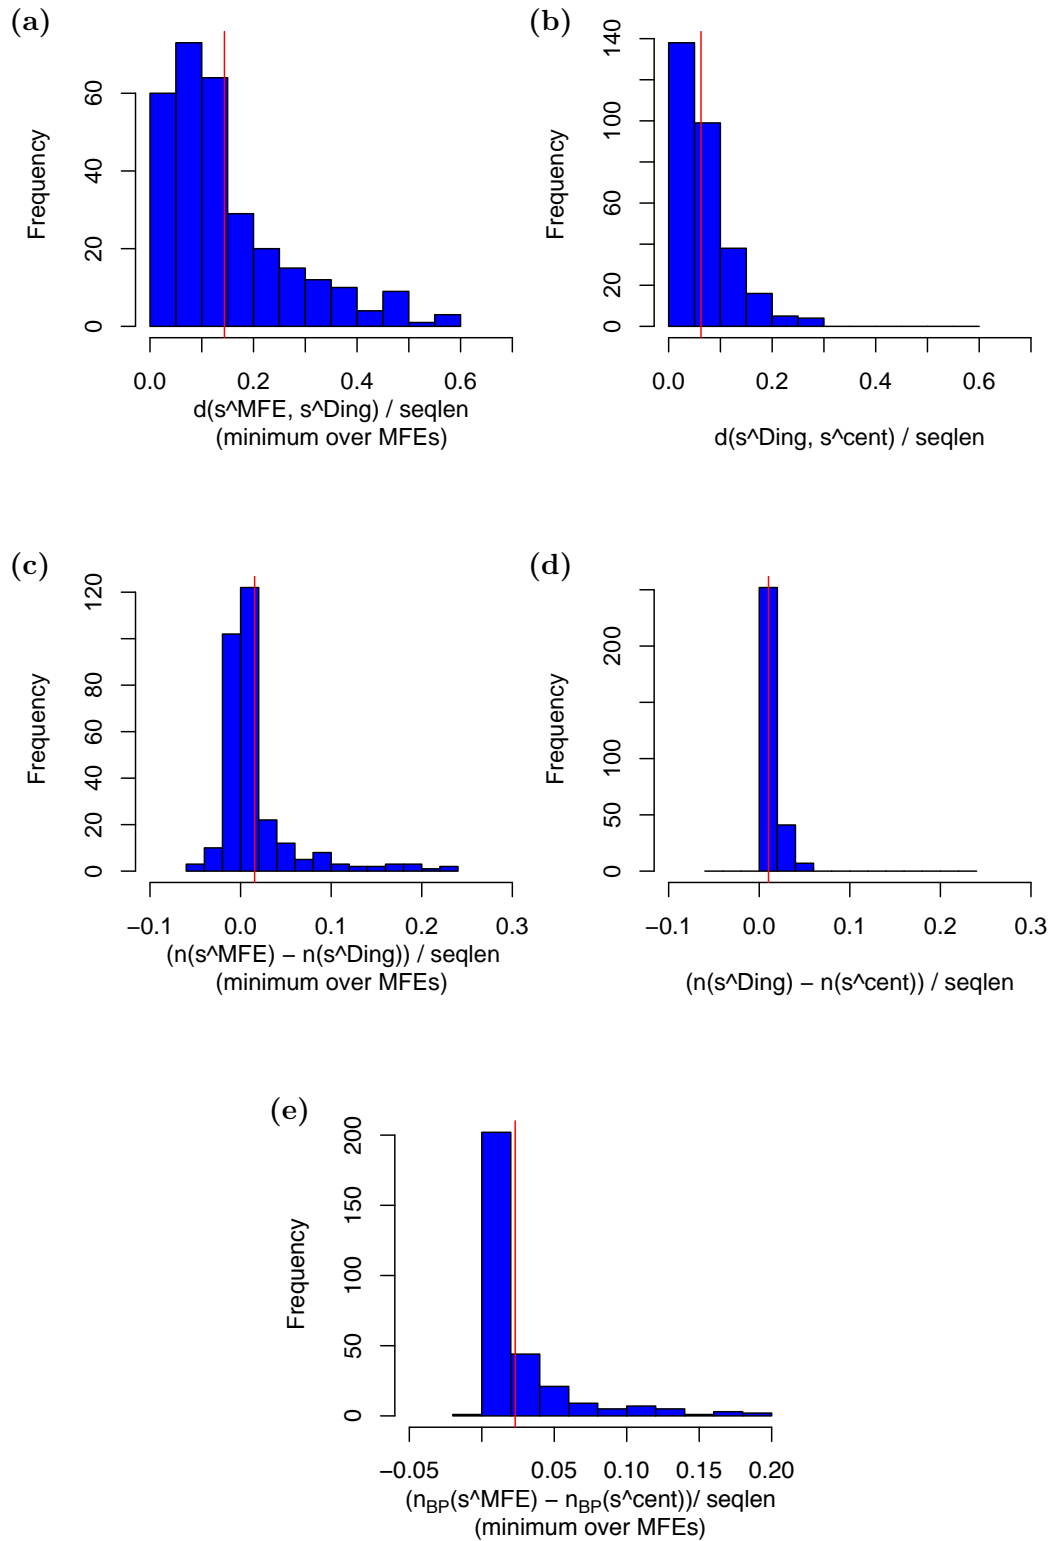 (a)
Frequency
0 20 40 60
0.0 0.2 0.4 0.6
d(s^MFE, s^Ding) / seqlen
(minimum over MFEs)
(b)
Frequency
0 20 60 100 140
0.0 0.2 0.4 0.6
d(s^Ding, s^cent) / seqlen
(c)
Frequency
0 20 40 60 80 120
−0.1 0.0 0.1 0.2 0.3
(n(s^MFE) − n(s^Ding)) / seqlen
(minimum over MFEs)
(d)
Frequency
0 50 100 200
−0.1 0.0 0.1 0.2 0.3
(n(s^Ding) − n(s^cent)) / seqlen
(e)
Frequency
0 50 100 150 200
−0.05 0.05 0.10 0.15 0.20
(nBP(s^MFE) − nBP(s^cent))/ seqlen
(minimum over MFEs)